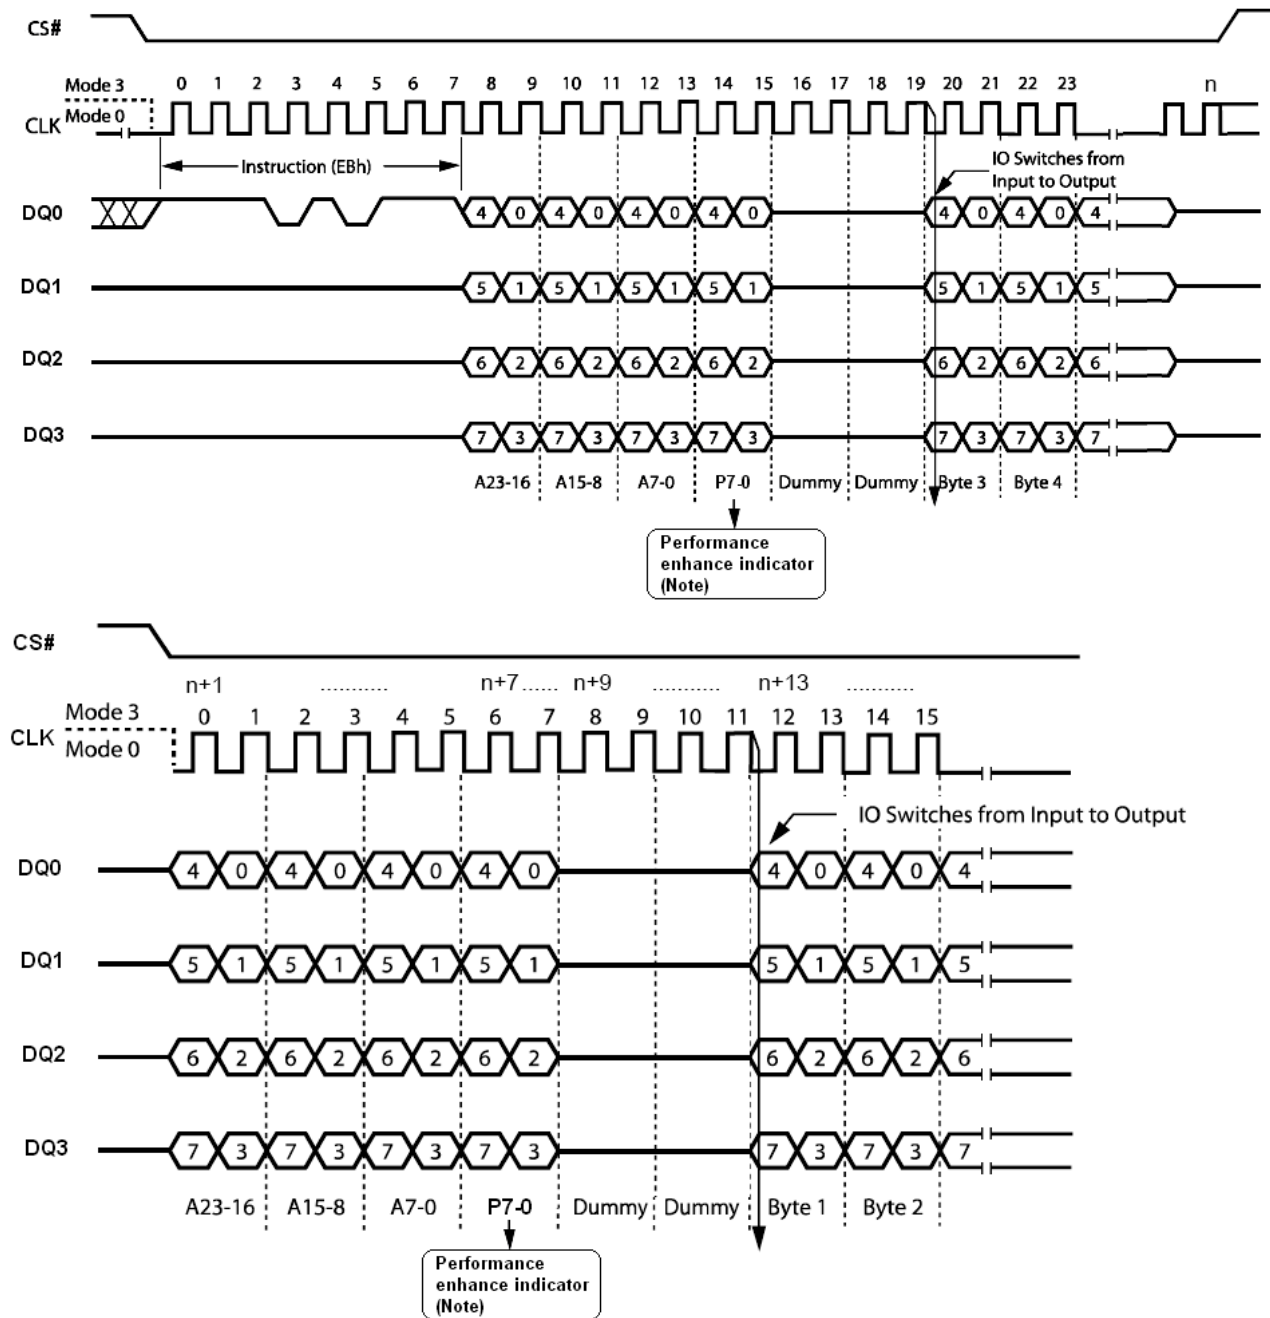 CS#
Mode 3
0 1 2 3 4 5 6 7 8 9 10 11 12 13 14 15 16 17 18 19 20 21 22 23 n
Mode 0
CLK
Instruction (EBh)
IO Switches from
Input to Output
DQ0 4 0 4 0 4 0 4 0 4 0 4 0 4
DQ1 5 1 5 1 5 1 5 1 5 1 5 1 5
DQ2 6 2 6 2 6 2 6 2 6 2 6 2 6
DQ3 7 3 7 3 7 3 7 3 7 3 7 3 7
A23-16 A15-8 A7-0 P7-0 Dummy Dummy Byte 3 Byte 4
Performance
enhance indicator
(Note)
CS#
n+1 ........... n+7 ...... n+9 ........... n+13 ...........
Mode 3 0 1 2 3 4 5 6 7 8 9 10 11 12 13 14 15
CLK
Mode 0
IO Switches from Input to Output
DQ0 4 0 4 0 4 0 4 0 4 0 4 0 4
DQ1 5 1 5 1 5 1 5 1 5 1 5 1 5
DQ2 6 2 6 2 6 2 6 2 6 2 6 2 6
DQ3 7 3 7 3 7 3 7 3 7 3 7 3 7
A23-16 A15-8 A7-0 P7-0 Dummy Dummy Byte 1 Byte 2
Performance
enhance indicator
(Note)